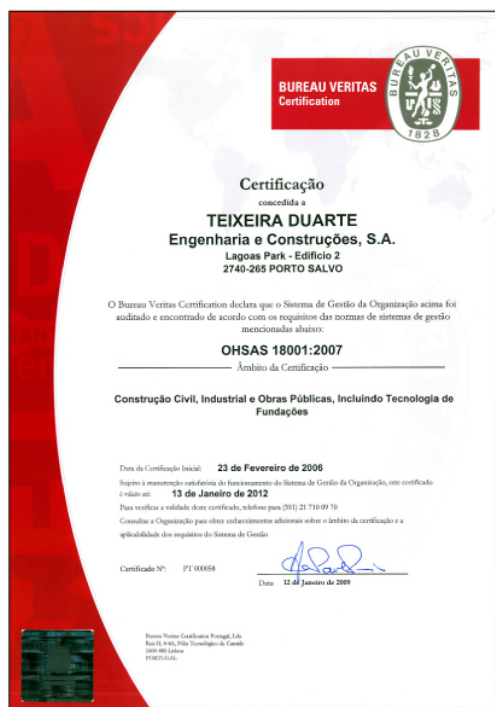 BUREAU VERITAS
Certification
BUREAU VERITAS
1828
Certificação
concedida a
TEIXEIRA DUARTE
Engenharia e Construções, S.A.
Lagoas Park - Edifício 2
2740-265 PORTO SALVO
O Bureau Veritas Certification declara que o Sistema de Gestão da Organização acima foi
auditado e encontrado de acordo com os requisitos das normas de sistemas de gestão
mencionadas abaixo:
OHSAS 18001:2007
Âmbito da Certificação
Construção Civil, Industrial e Obras Públicas, Incluindo Tecnologia de
Fundações
Data da Certificação Inicial: 23 de Fevereiro de 2006
Sujeito à manutenção satisfatória do funcionamento do Sistema de Gestão da Organização, este certificado
é válido até: 13 de Janeiro de 2012
Para verificar a validade deste certificado, telefone para (351) 21 710 09 70
Consultar a Organização para obter esclarecimentos adicionais sobre o âmbito da certificação e a
aplicabilidade dos requisitos do Sistema de Gestão
Certificado Nº: PT 000058
Data: 12 de Janeiro de 2009
Bureau Veritas Certification Portugal, Lda
Pólo Tecnológico de
Lisboa
PORTUGAL